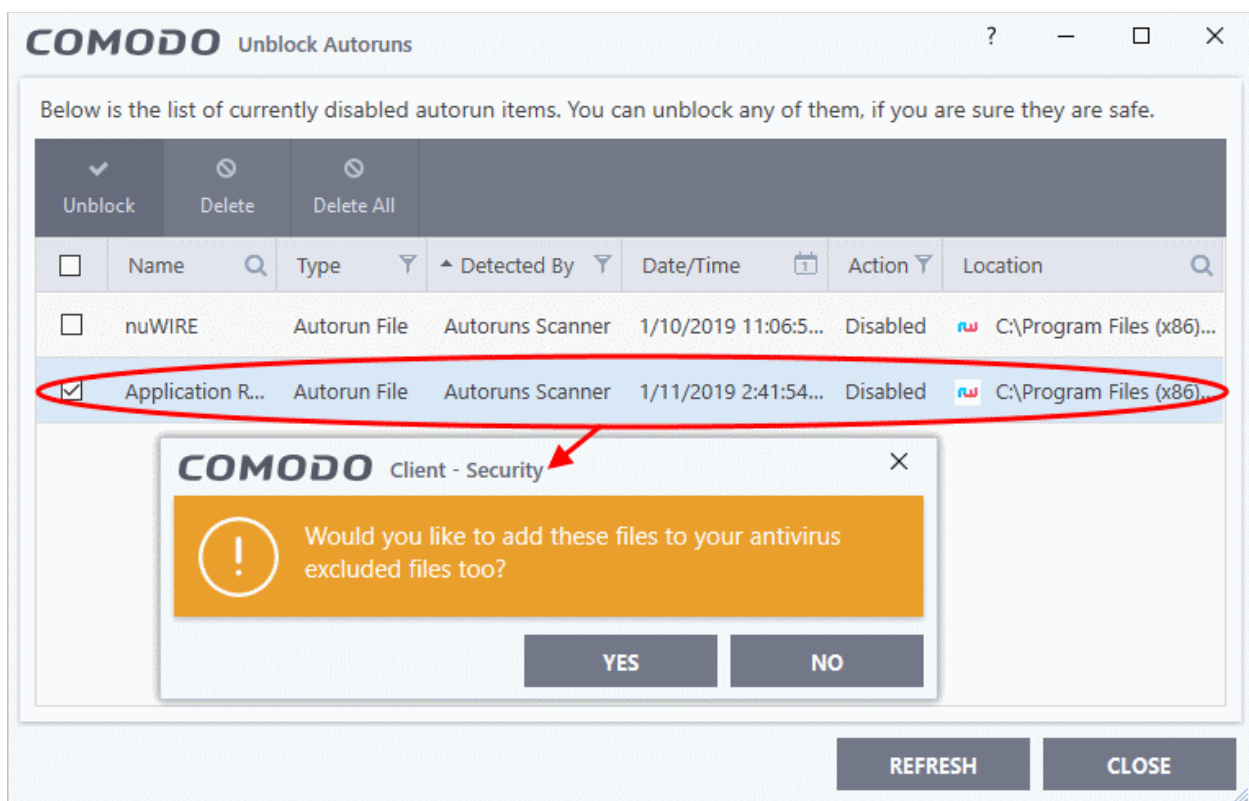 COMODO Unblock Autoruns
Below is the list of currently disabled autorun items. You can unblock any of them, if you are sure they are safe.
Unblock Delete Delete All
Name Type Detected By Date/Time 1 Action Location
nuWIRE Autorun File Autoruns Scanner 1/10/2019 11:06:5... Disabled C:\Program Files (x86)...
Application R... Autorun File Autoruns Scanner 1/11/2019 2:41:54... Disabled C:\Program Files (x86)...
COMODO Client - Security
Would you like to add these files to your antivirus
excluded files too?
YES NO
REFRESH CLOSE